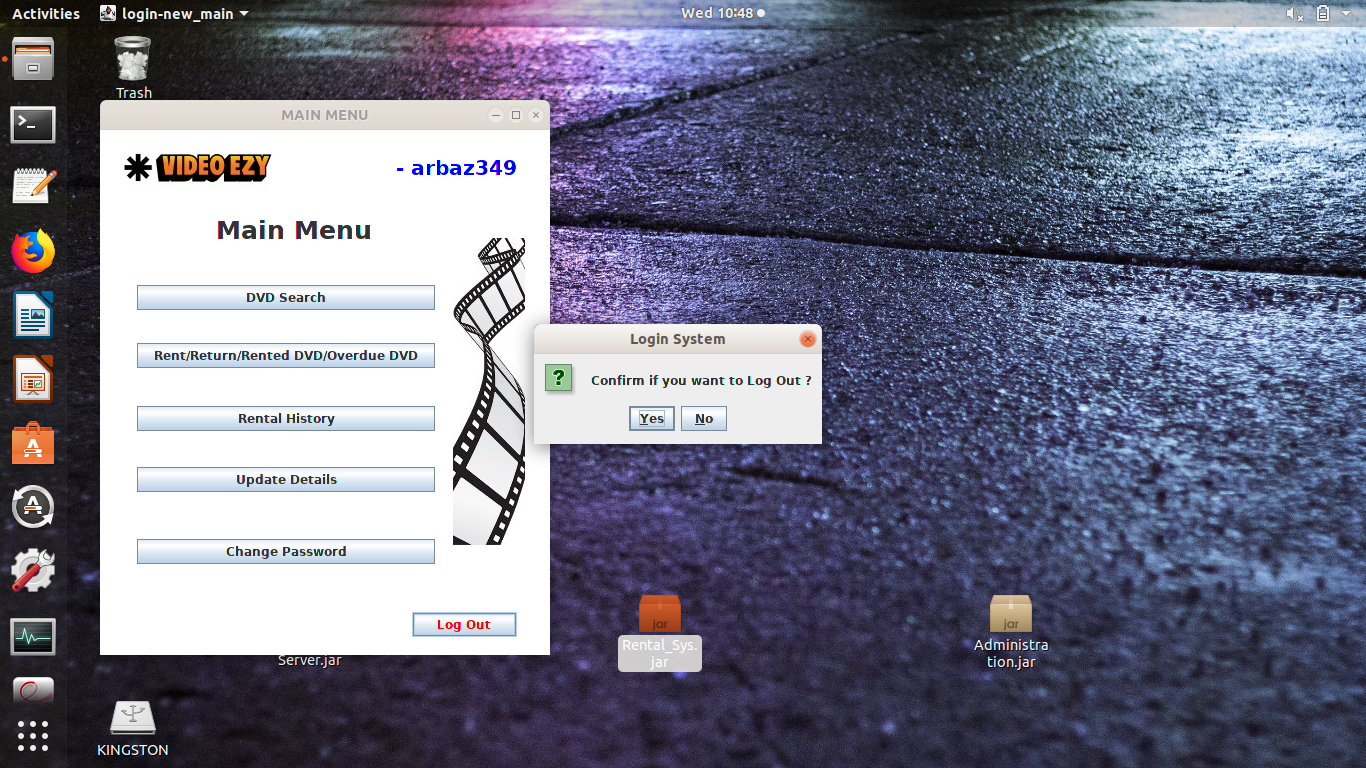 Activities login-new_main Wed 10:48
Trash
MAIN MENU
VIDEO EZY
- arbaz349
Main Menu
DVD Search
Rent/Return/Rented DVD/Overdue DVD
Rental History
Update Details
Change Password
Log Out
Login System
?
Confirm if you want to Log Out ?
Yes No
Server.jar
jar
Rental_Sys.
jar
jar
Administra
tion.jar
KINGSTON